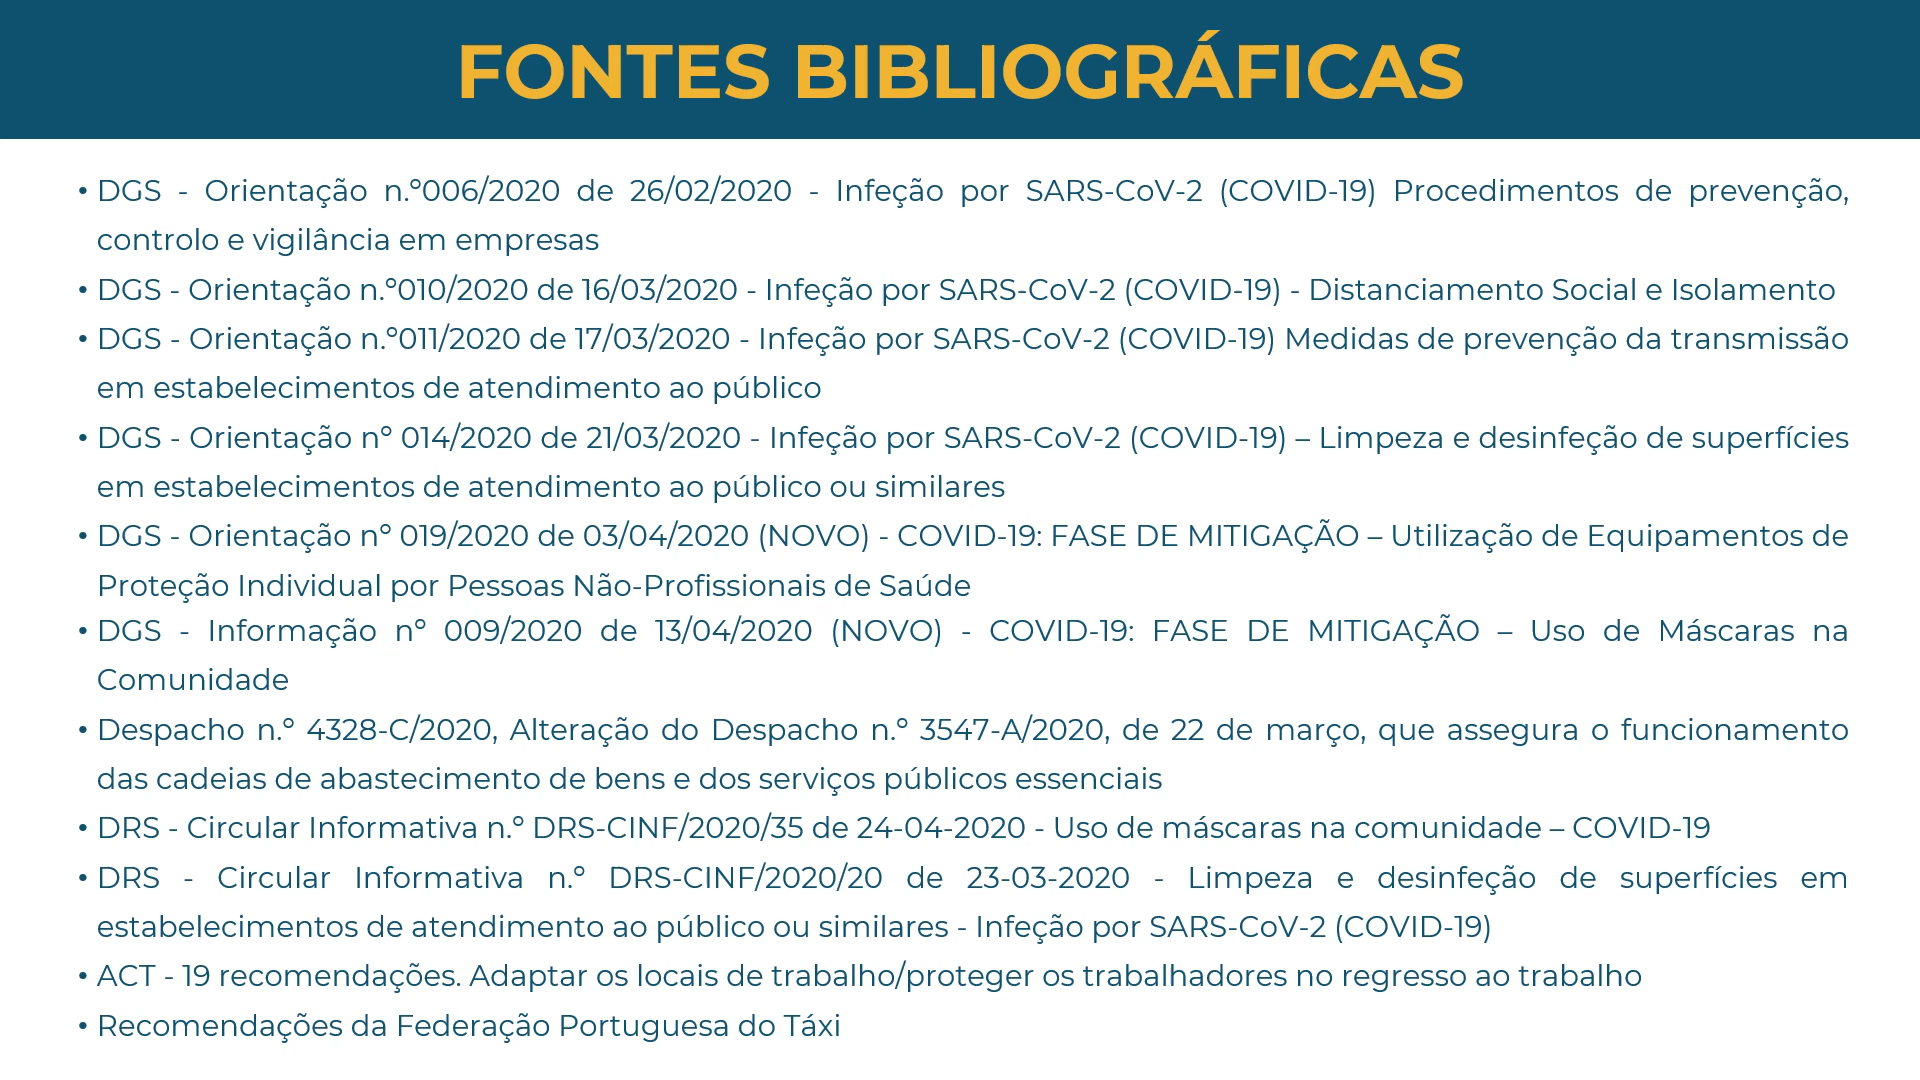 FONTES BIBLIOGRÁFICAS
• DGS - Orientação n.º006/2020 de 26/02/2020 - Infeção por SARS-CoV-2 (COVID-19) Procedimentos de prevenção,
controlo e vigilância em empresas
• DGS - Orientação n.º010/2020 de 16/03/2020 - Infeção por SARS-CoV-2 (COVID-19) - Distanciamento Social e Isolamento
• DGS - Orientação n.º011/2020 de 17/03/2020 - Infeção por SARS-CoV-2 (COVID-19) Medidas de prevenção da transmissão
em estabelecimentos de atendimento ao público
• DGS - Orientação nº 014/2020 de 21/03/2020 - Infeção por SARS-CoV-2 (COVID-19) – Limpeza e desinfeção de superfícies
em estabelecimentos de atendimento ao público ou similares
• DGS - Orientação nº 019/2020 de 03/04/2020 (NOVO) - COVID-19: FASE DE MITIGAÇÃO – Utilização de Equipamentos de
Proteção Individual por Pessoas Não-Profissionais de Saúde
• DGS - Informação nº 009/2020 de 13/04/2020 (NOVO) - COVID-19: FASE DE MITIGAÇÃO – Uso de Máscaras na
Comunidade
• Despacho n.º 4328-C/2020, Alteração do Despacho n.º 3547-A/2020, de 22 de março, que assegura o funcionamento
das cadeias de abastecimento de bens e dos serviços públicos essenciais
• DRS - Circular Informativa n.º DRS-CINF/2020/35 de 24-04-2020 - Uso de máscaras na comunidade – COVID-19
• DRS - Circular Informativa n.º DRS-CINF/2020/20 de 23-03-2020 - Limpeza e desinfeção de superfícies em
estabelecimentos de atendimento ao público ou similares - Infeção por SARS-CoV-2 (COVID-19)
• ACT - 19 recomendações. Adaptar os locais de trabalho/proteger os trabalhadores no regresso ao trabalho
• Recomendações da Federação Portuguesa do Táxi